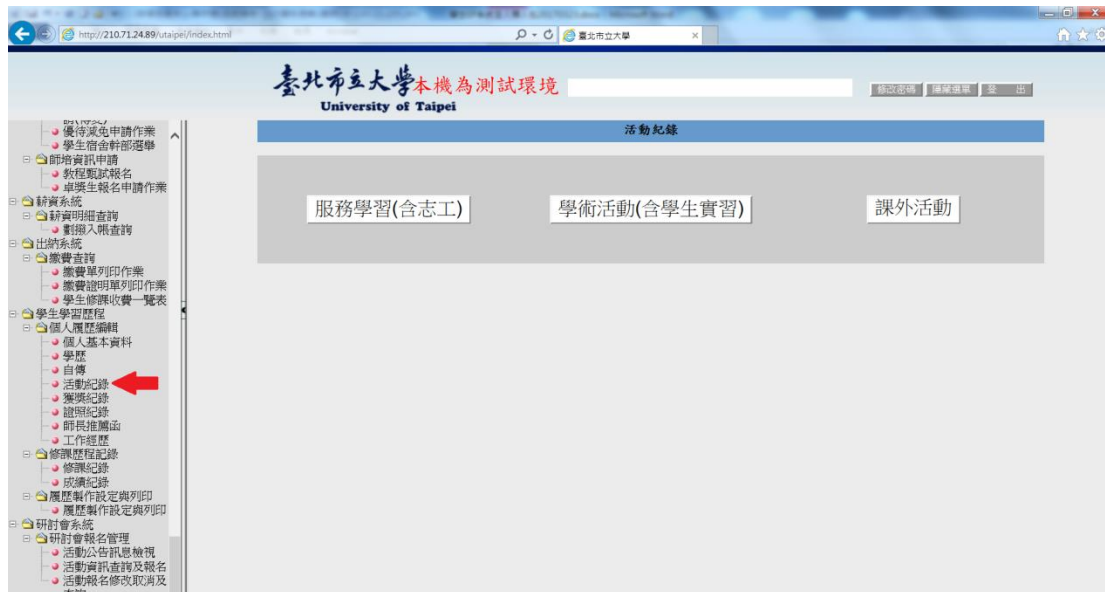 http://210.71.24.89/utaipei/index.html
臺北市立大學
臺北市立大學本機為測試環境
University of Taipei
修改密碼 隱藏選單 登 出
優待減免申請作業
學生宿舍幹部選舉
師培資訊申請
教程甄試報名
卓獎生報名申請作業
薪資系統
薪資明細查詢
劃撥入帳查詢
出納系統
繳費查詢
繳費單列印作業
繳費證明單列印作業
學生修課收費一覽表
學生學習歷程
個人履歷編輯
個人基本資料
學歷
自傳
活動紀錄
獲獎紀錄
證照紀錄
師長推薦函
工作經歷
修課歷程記錄
修課紀錄
成績紀錄
履歷製作設定與列印
履歷製作設定與列印
研討會系統
研討會報名管理
活動公告訊息檢視
活動資訊查詢及報名
活動報名修改取消及
活動紀錄
服務學習(含志工) 學術活動(含學生實習) 課外活動